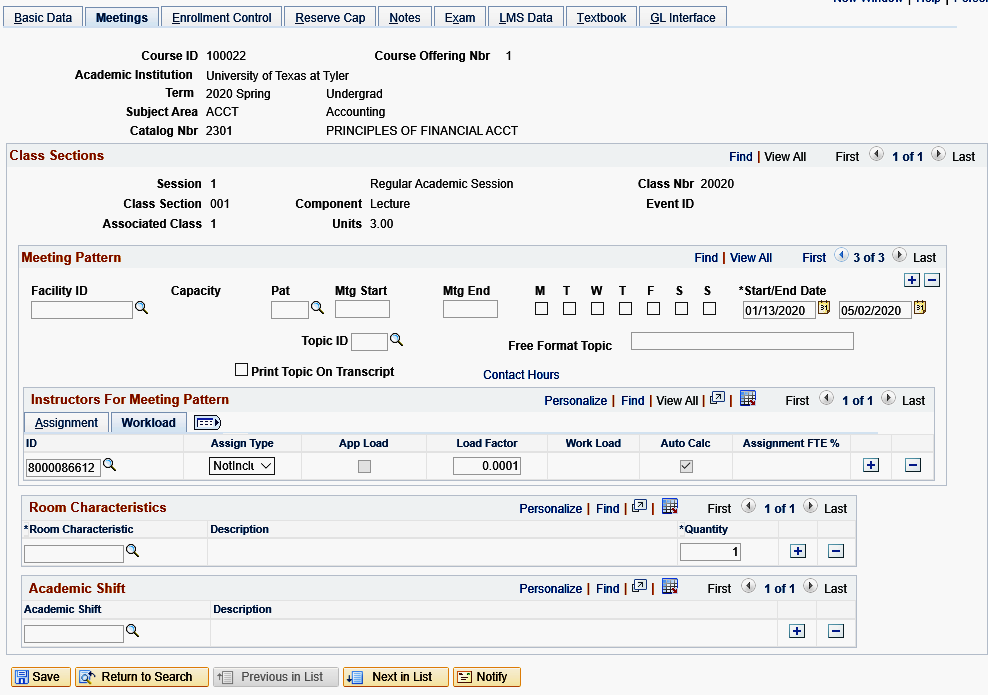 New Window | Help |
Basic Data Meetings Enrollment Control Reserve Cap Notes Exam LMS Data Textbook GL Interface
Course ID 100022 Course Offering Nbr 1
Academic Institution University of Texas at Tyler
Term 2020 Spring Undergrad
Subject Area ACCT Accounting
Catalog Nbr 2301 PRINCIPLES OF FINANCIAL ACCT
Class Sections Find | View All First 1 of 1 Last
Session 1 Regular Academic Session Class Nbr 20020
Class Section 001 Component Lecture Event ID
Associated Class 1 Units 3.00
Meeting Pattern Find | View All First 3 of 3 Last
Facility ID Capacity Pat Mtg Start Mtg End M T W T F S S *Start/End Date
01/13/2020 05/02/2020
Topic ID Free Format Topic
Print Topic On Transcript Contact Hours
Instructors For Meeting Pattern Personalize | Find | View All | | First 1 of 1 Last
Assignment Workload
ID Assign Type App Load Load Factor Work Load Auto Calc Assignment FTE %
8000086612 NotInclu 0.0001
Room Characteristics Personalize | Find | | First 1 of 1 Last
*Room Characteristic Description *Quantity
1
Academic Shift Personalize | Find | | First 1 of 1 Last
Academic Shift Description
Save Return to Search Previous in List Next in List Notify